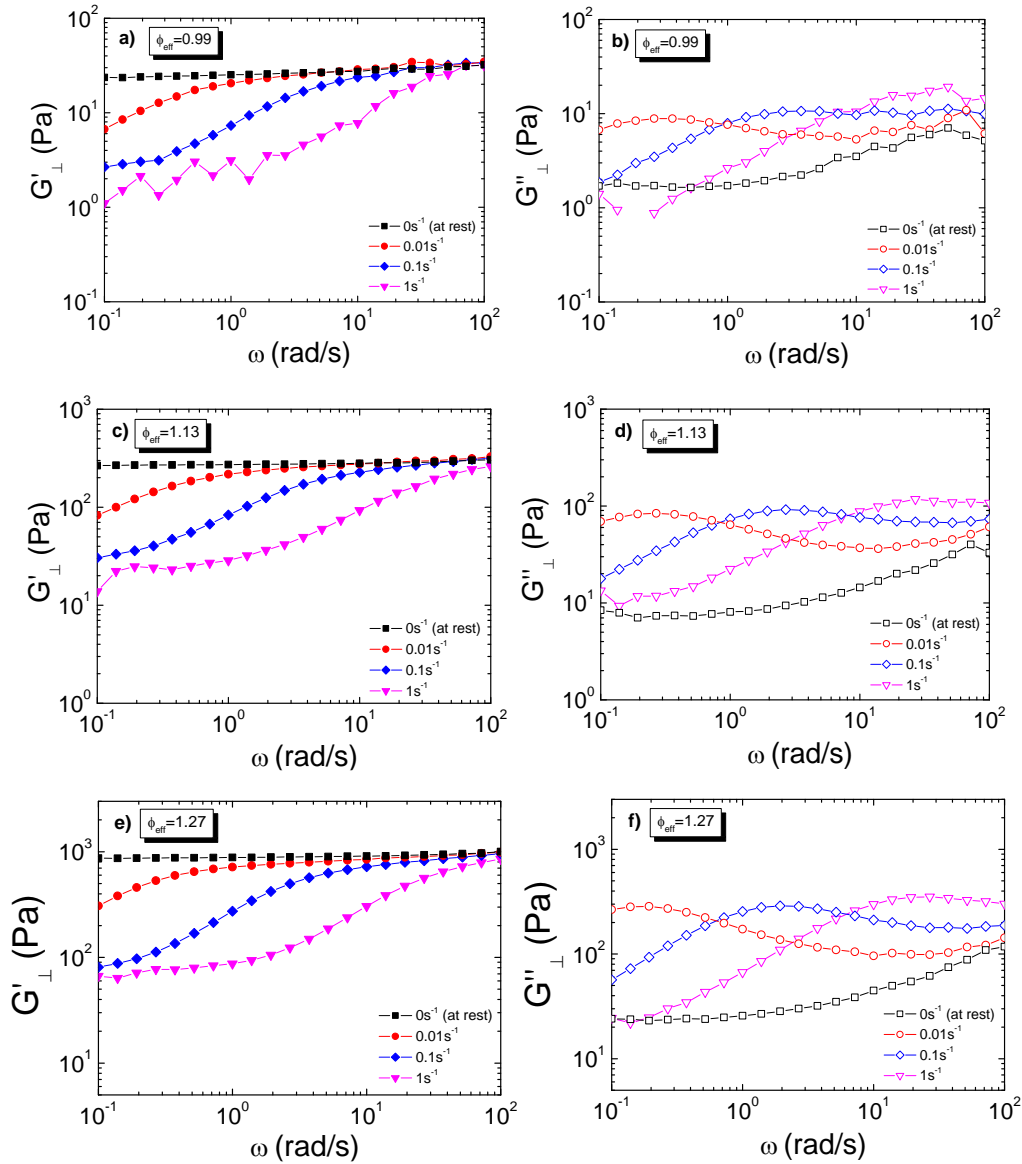 a)
ϕeff=0.99
10²
10¹
10⁰
10⁻¹
G'⊥ (Pa)
0s⁻¹ (at rest)
0.01s⁻¹
0.1s⁻¹
1s⁻¹
10⁻¹ 10⁰ 10¹ 10²
ω (rad/s)
b)
ϕeff=0.99
10²
10¹
10⁰
10⁻¹
G''⊥ (Pa)
0s⁻¹ (at rest)
0.01s⁻¹
0.1s⁻¹
1s⁻¹
10⁻¹ 10⁰ 10¹ 10²
ω (rad/s)
c)
ϕeff=1.13
10³
10²
10¹
10⁰
G'⊥ (Pa)
0s⁻¹ (at rest)
0.01s⁻¹
0.1s⁻¹
1s⁻¹
10⁻¹ 10⁰ 10¹ 10²
ω (rad/s)
d)
ϕeff=1.13
10³
10²
10¹
10⁰
G''⊥ (Pa)
0s⁻¹ (at rest)
0.01s⁻¹
0.1s⁻¹
1s⁻¹
10⁻¹ 10⁰ 10¹ 10²
ω (rad/s)
e)
ϕeff=1.27
10³
10²
10¹
G'⊥ (Pa)
0s⁻¹ (at rest)
0.01s⁻¹
0.1s⁻¹
1s⁻¹
10⁻¹ 10⁰ 10¹ 10²
ω (rad/s)
f)
ϕeff=1.27
10³
10²
10¹
G''⊥ (Pa)
0s⁻¹ (at rest)
0.01s⁻¹
0.1s⁻¹
1s⁻¹
10⁻¹ 10⁰ 10¹ 10²
ω (rad/s)